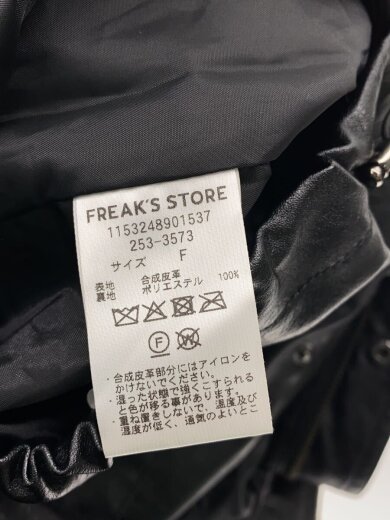 FREAK'S STORE
1153248901537
253-3573
サイズ F
表地 合成皮革
裏地 ポリエステル 100%
F W
・合成皮革部分にはアイロンを
かけないでください。
・湿った状態で強くこすられる
と色が移る事があります。
・重ね置きしないで、温度及び
湿度が低く、通気のよいところ